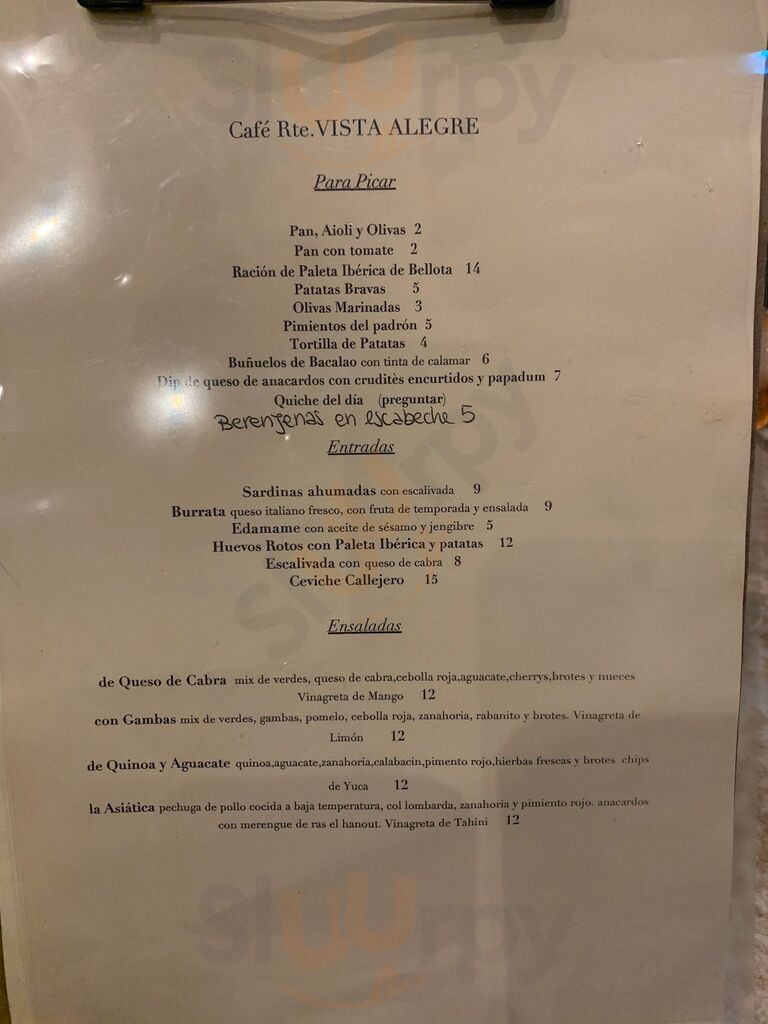 Café Rte.VISTA ALEGRE
Para Picar
Pan, Aioli y Olivas 2
Pan con tomate 2
Ración de Paleta Ibérica de Bellota 14
Patatas Bravas 5
Olivas Marinadas 3
Pimientos del padrón 5
Tortilla de Patatas 4
Buñuelos de Bacalao con tinta de calamar 6
Dip de queso de anacardos con cruditès encurtidos y papadum 7
Quiche del día (preguntar)
Berenjenas en escabeche 5
Entradas
Sardinas ahumadas con escalivada 9
Burrata queso italiano fresco, con fruta de temporada y ensalada 9
Edamame con aceite de sésamo y jengibre 5
Huevos Rotos con Paleta Ibérica y patatas 12
Escalivada con queso de cabra 8
Ceviche Callejero 15
Ensaladas
de Queso de Cabra mix de verdes, queso de cabra,cebolla roja,aguacate,cherrys,brotes y nueces
Vinagreta de Mango 12
con Gambas mix de verdes, gambas, pomelo, cebolla roja, zanahoria, rabanito y brotes. Vinagreta de
Limón 12
de Quinoa y Aguacate quinoa,aguacate,zanahoria,calabacin,pimento rojo,hierbas frescas y brotes chips
de Yuca 12
la Asiática pechuga de pollo cocida a baja temperatura, col lombarda, zanahoria y pimiento rojo. anacardos
con merengue de ras el hanout. Vinagreta de Tahini 12
Sluurpy
Sluurpy
Sluurpy